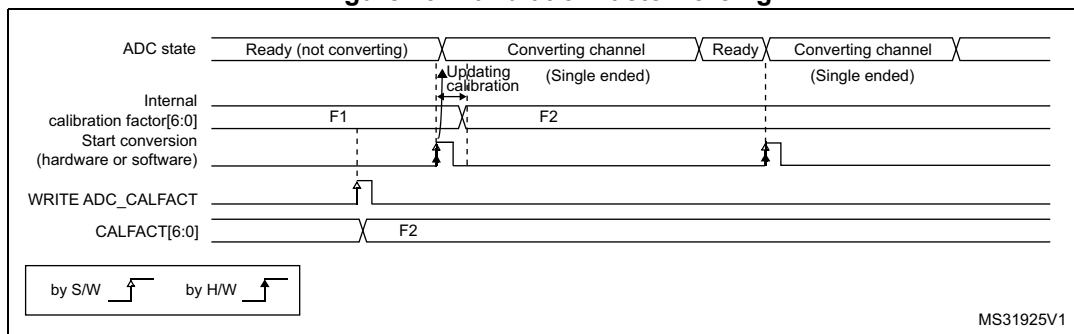 ADC state
Ready (not converting)
Converting channel
Ready
Converting channel
Updating
calibration
(Single ended)
(Single ended)
Internal
calibration factor[6:0]
F1
F2
Start conversion
(hardware or software)
WRITE ADC_CALFACT
CALFACT[6:0]
F2
by S/W
by H/W
MS31925V1